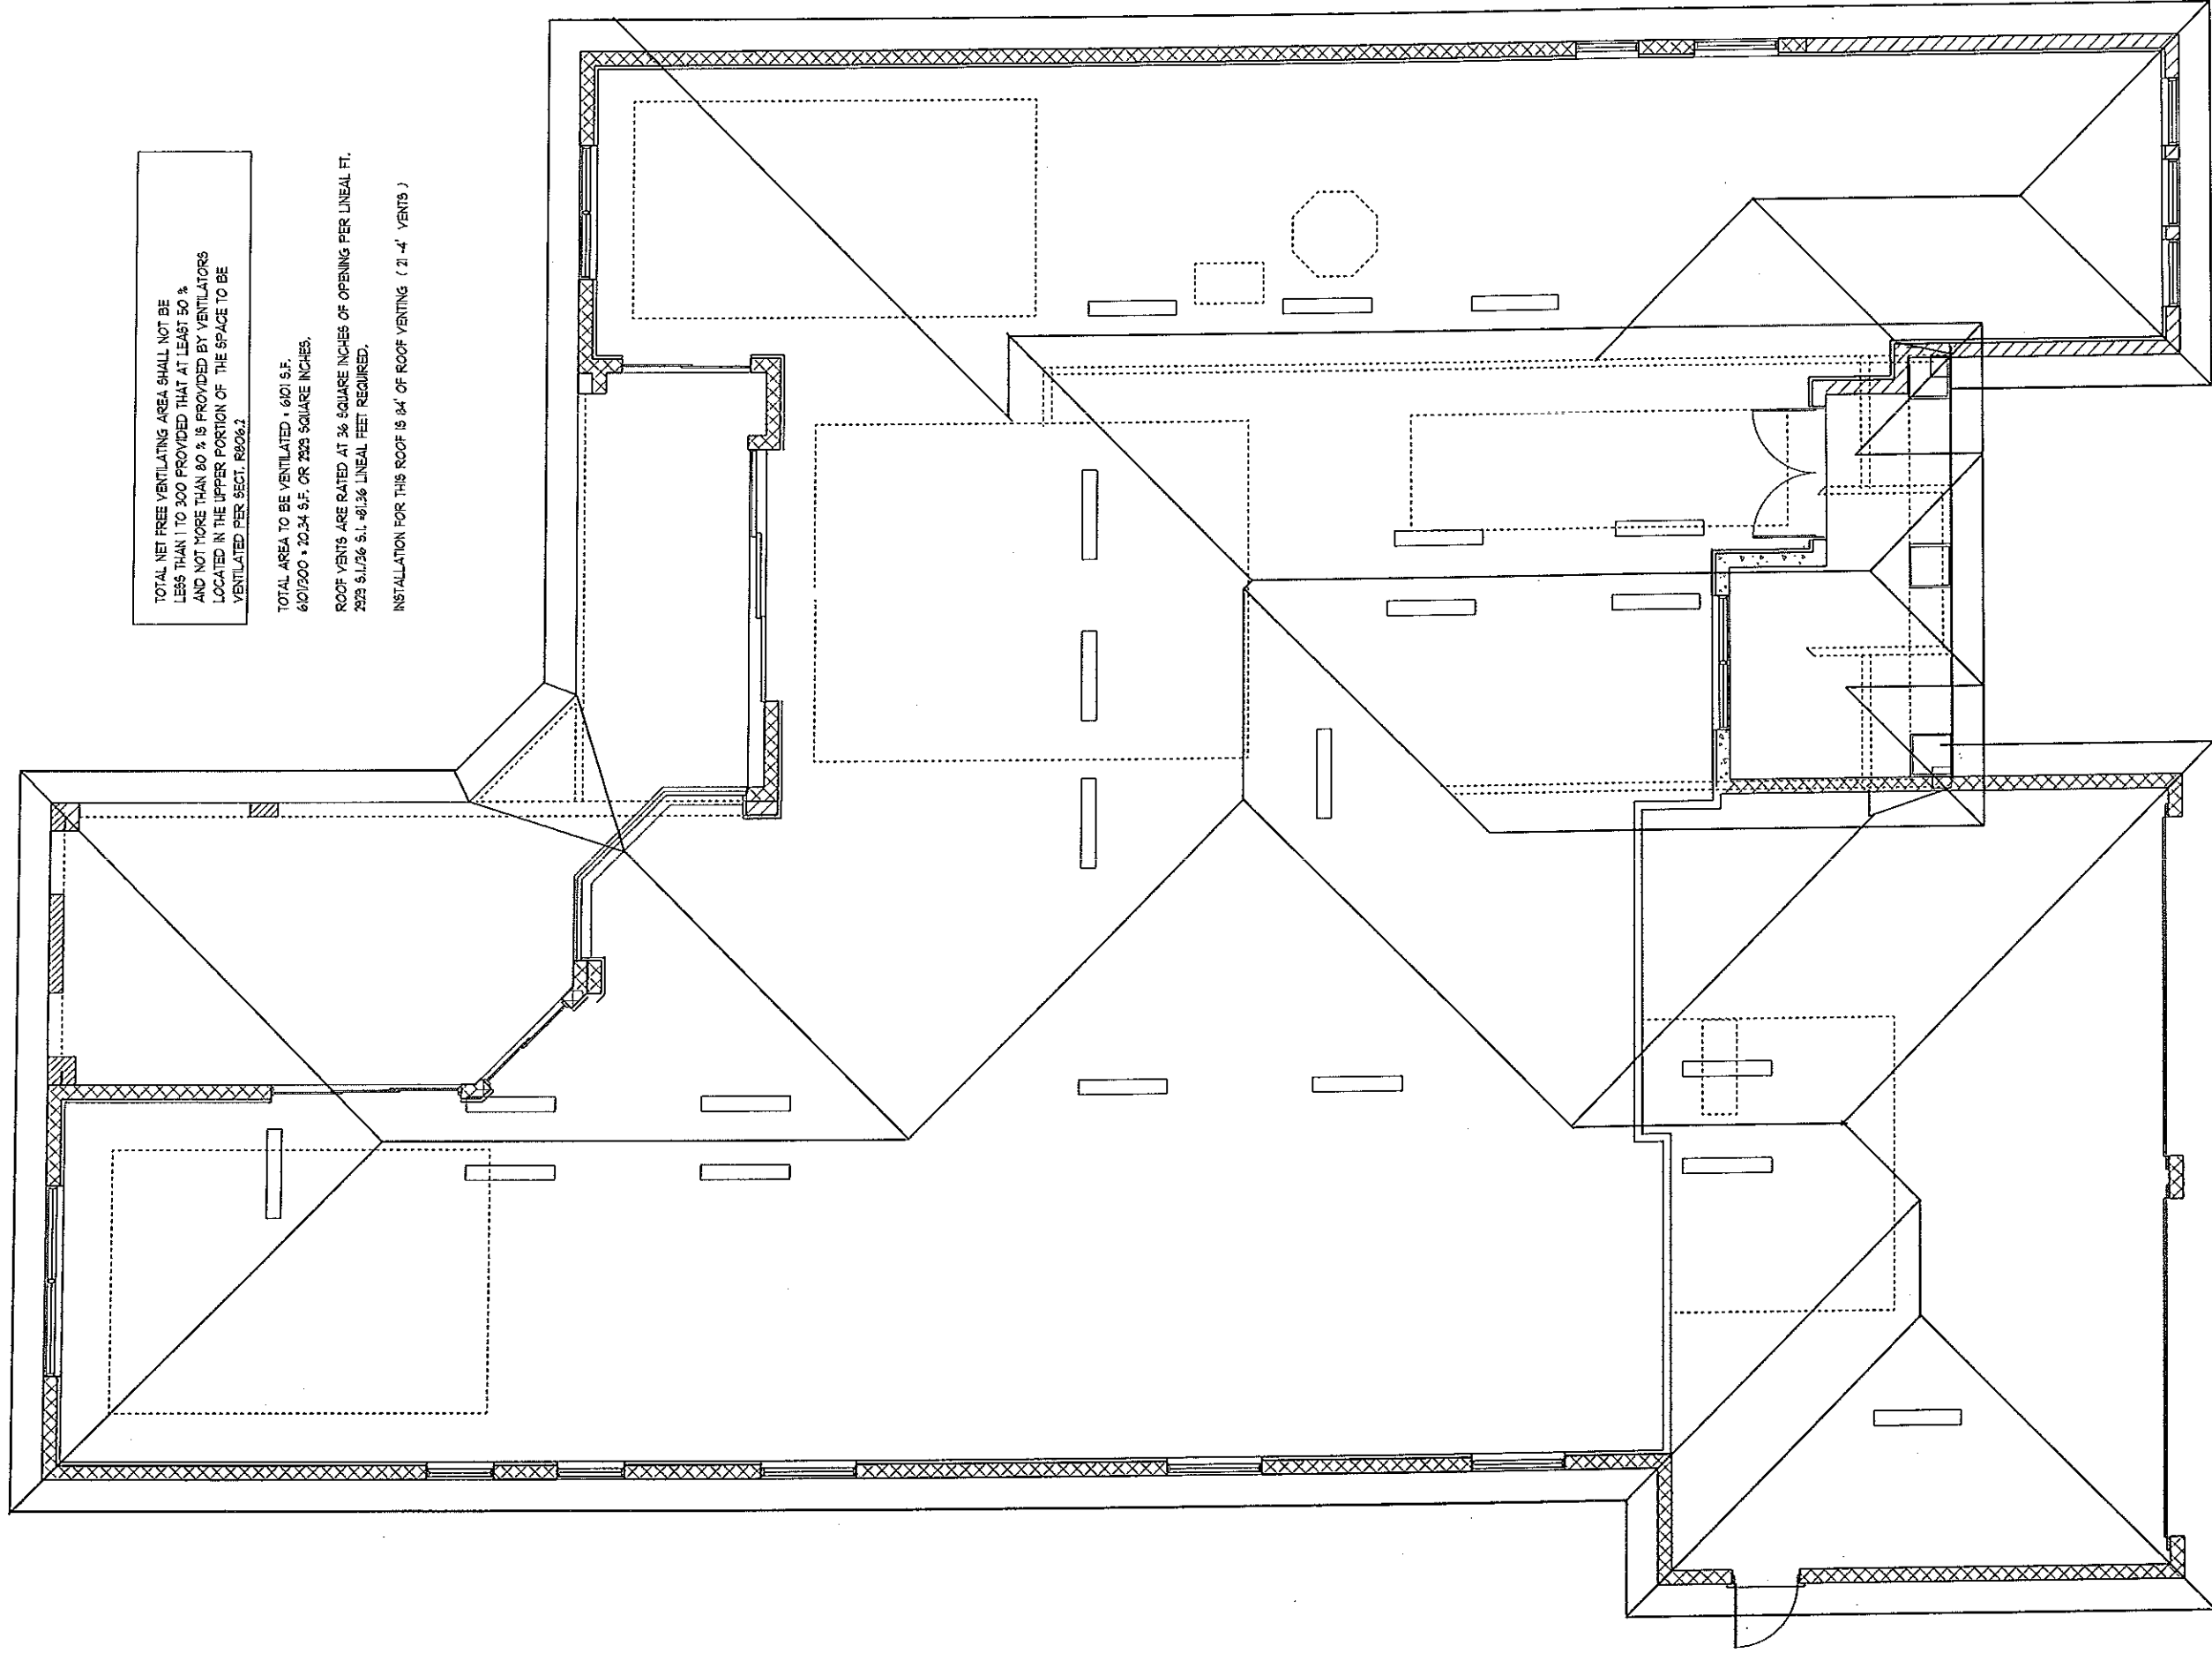 TOTAL NET FREE VENTILATING AREA SHALL NOT BE
LESS THAN 1 TO 300 PROVIDED THAT AT LEAST 50 %
AND NOT MORE THAN 80 % IS PROVIDED BY VENTILATORS
LOCATED IN THE UPPER PORTION OF THE SPACE TO BE
VENTILATED PER SECT. R806.2
TOTAL AREA TO BE VENTILATED = 6101 S.F.
6101/300 = 20.34 S.F. OR 2929 SQUARE INCHES.
ROOF VENTS ARE RATED AT 36 SQUARE INCHES OF OPENING PER LINEAL FT.
2929 S.I./36 S.I. =81.36 LINEAL FEET REQUIRED.
INSTALLATION FOR THIS ROOF IS 84' OF ROOF VENTING ( 21-4' VENTS )